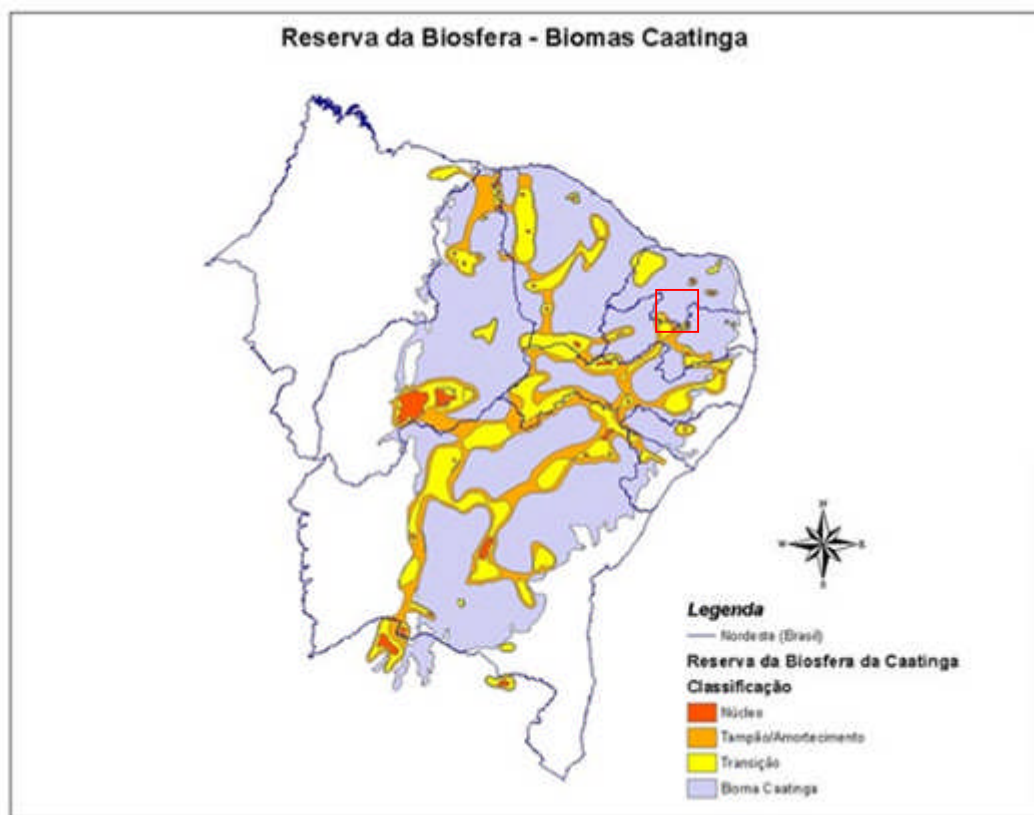 Reserva da Biosfera - Biomas Caatinga
N
W
E
S
Legenda
Nordeste (Brasil)
Reserva da Biosfera da Caatinga
Classificação
Núcleo
Tampão/Amortecimento
Transição
Bioma Caatinga